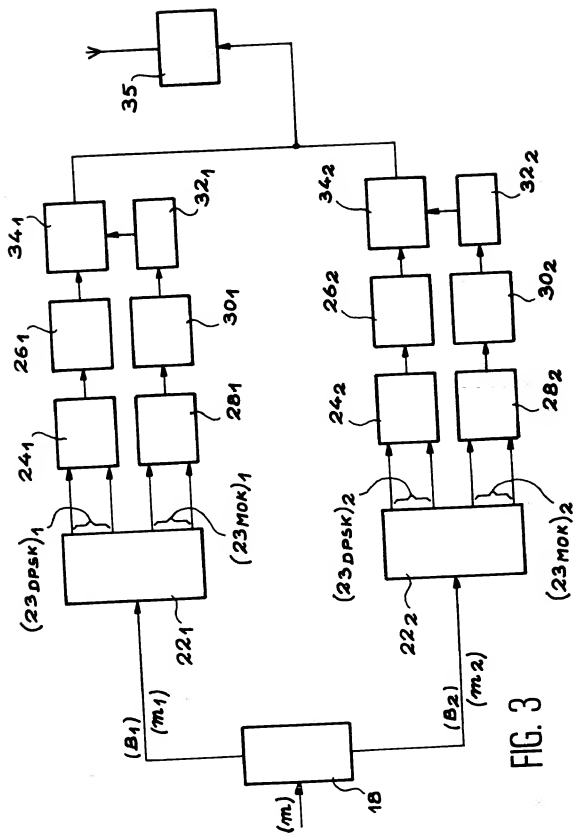 35
34₁
32₁
26₁
30₁
24₁
28₁
(23DPSK)₁
(23MOK)₁
22₁
34₂
32₂
26₂
30₂
24₂
28₂
(23DPSK)₂
(23MOK)₂
22₂
(B1)
(m1)
(B2)
(m2)
(m)
18
FIG. 3